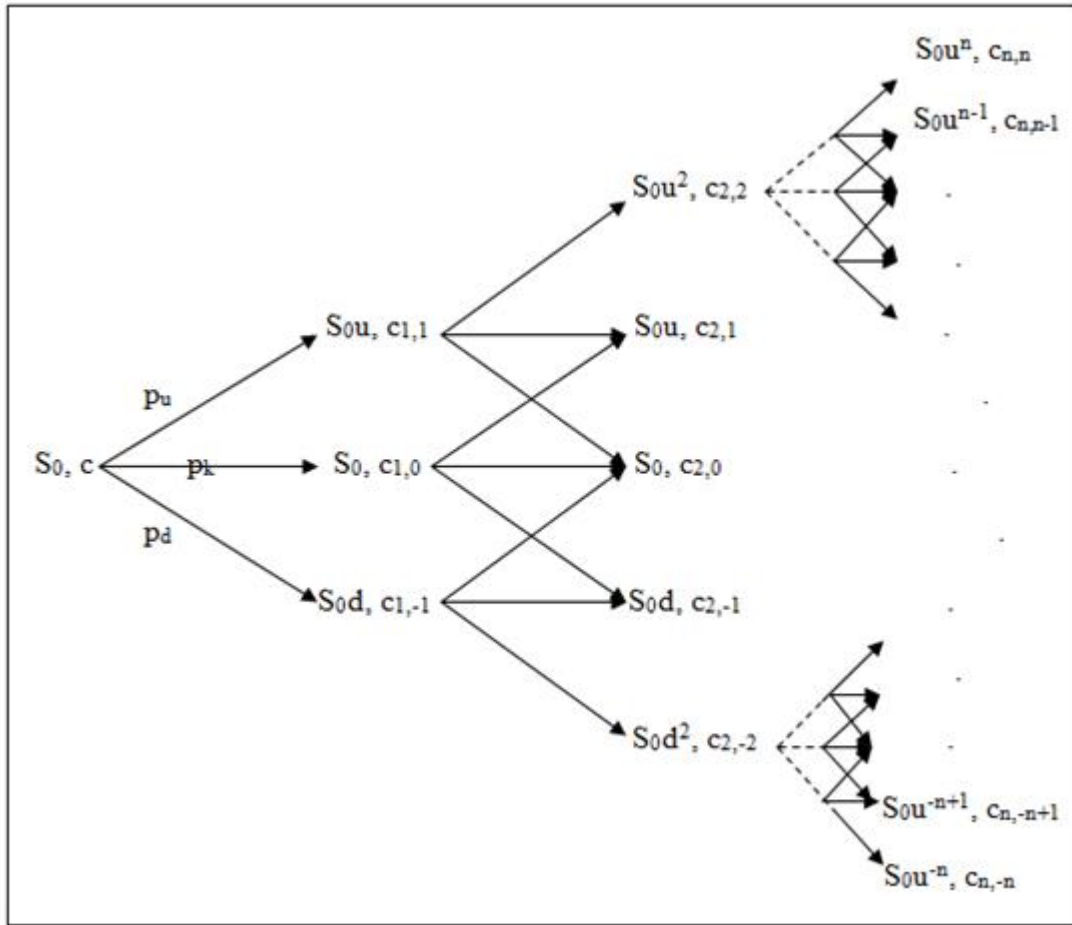 S₀uⁿ, cₙ,ₙ
S₀uⁿ⁻¹, cₙ,ₙ₋₁
S₀u², c₂,₂
S₀u, c₁,₁
S₀u, c₂,₁
pᵤ
S₀, c
pₖ
S₀, c₁,₀
S₀, c₂,₀
p_d
S₀d, c₁,₋₁
S₀d, c₂,₋₁
S₀d², c₂,₋₂
S₀u⁻ⁿ⁺¹, cₙ,₋ₙ₊₁
S₀u⁻ⁿ, cₙ,₋ₙ